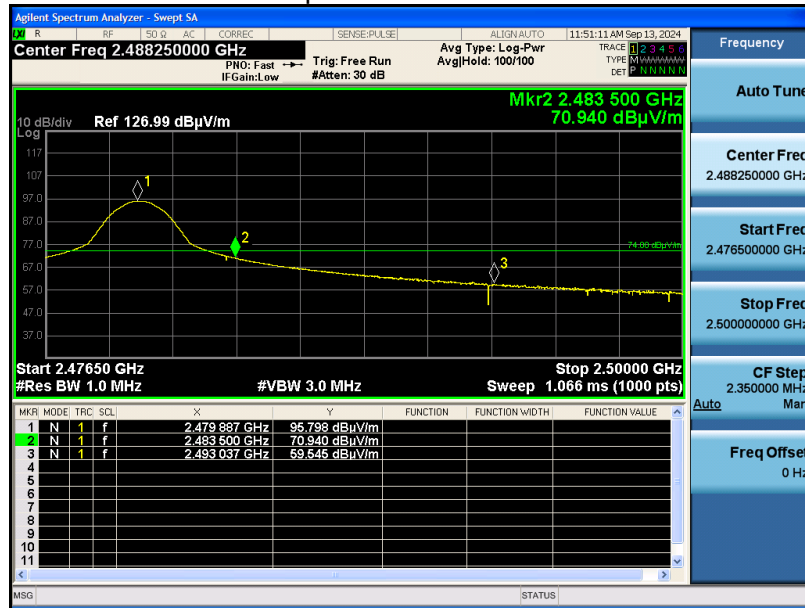 Agilent Spectrum Analyzer - Swept SA
LXI R RF 50 Ω AC CORREC SENSE:PULSE ALIGN AUTO 11:51:11 AM Sep 13, 2024
Center Freq 2.488250000 GHz
PNO: Fast
IFGain:Low
Trig: Free Run
#Atten: 30 dB
Avg Type: Log-Pwr
Avg|Hold: 100/100
TRACE 1 2 3 4 5 6
TYPE M
DET P N N N N N
Mkr2 2.483 500 GHz
70.940 dBµV/m
10 dB/div Ref 126.99 dBµV/m
Log
117
107
97.0
87.0
77.0
67.0
57.0
47.0
37.0
1
2
3
74.00 dBµV/m
Start 2.47650 GHz Stop 2.50000 GHz
#Res BW 1.0 MHz #VBW 3.0 MHz Sweep 1.066 ms (1000 pts)
MKR MODE TRC SCL X Y FUNCTION FUNCTION WIDTH FUNCTION VALUE
1 N 1 f 2.479 887 GHz 95.798 dBµV/m
2 N 1 f 2.483 500 GHz 70.940 dBµV/m
3 N 1 f 2.493 037 GHz 59.545 dBµV/m
4
5
6
7
8
9
10
11
MSG STATUS
Frequency
Auto Tune
Center Freq
2.488250000 GHz
Start Freq
2.476500000 GHz
Stop Freq
2.500000000 GHz
CF Step
2.350000 MHz
Auto Man
Freq Offset
0 Hz